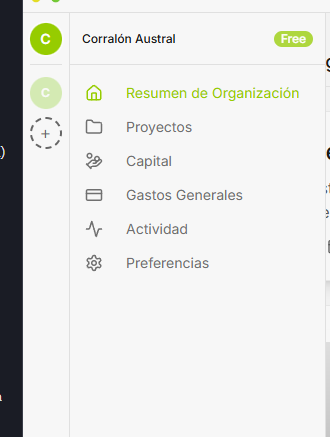 C
Corralón Austral
Free
C
Resumen de Organización
+
Proyectos
Capital
Gastos Generales
Actividad
Preferencias
)